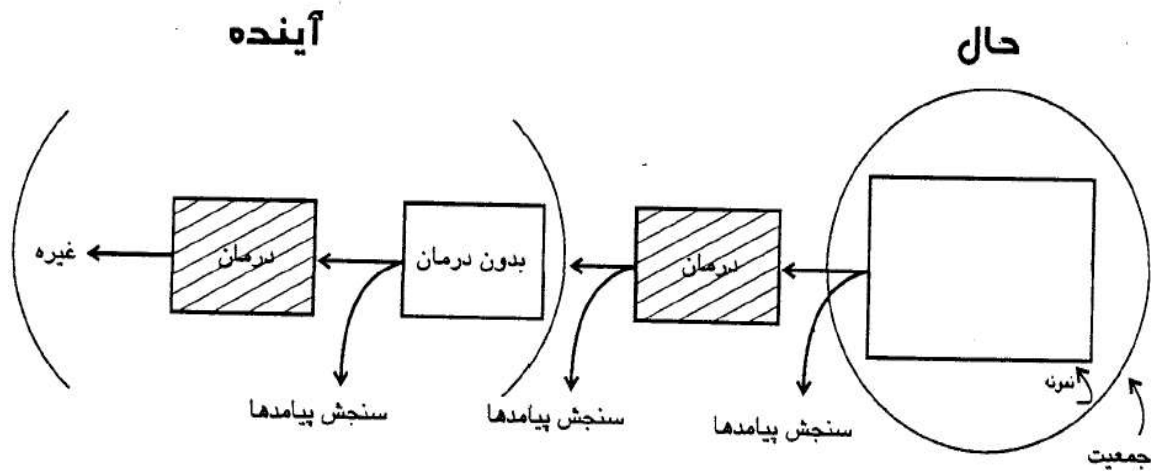 حال
آینده
درمان
بدون درمان
درمان
غیره
نمونه
سنجش پیامدها
سنجش پیامدها
سنجش پیامدها
جمعیت